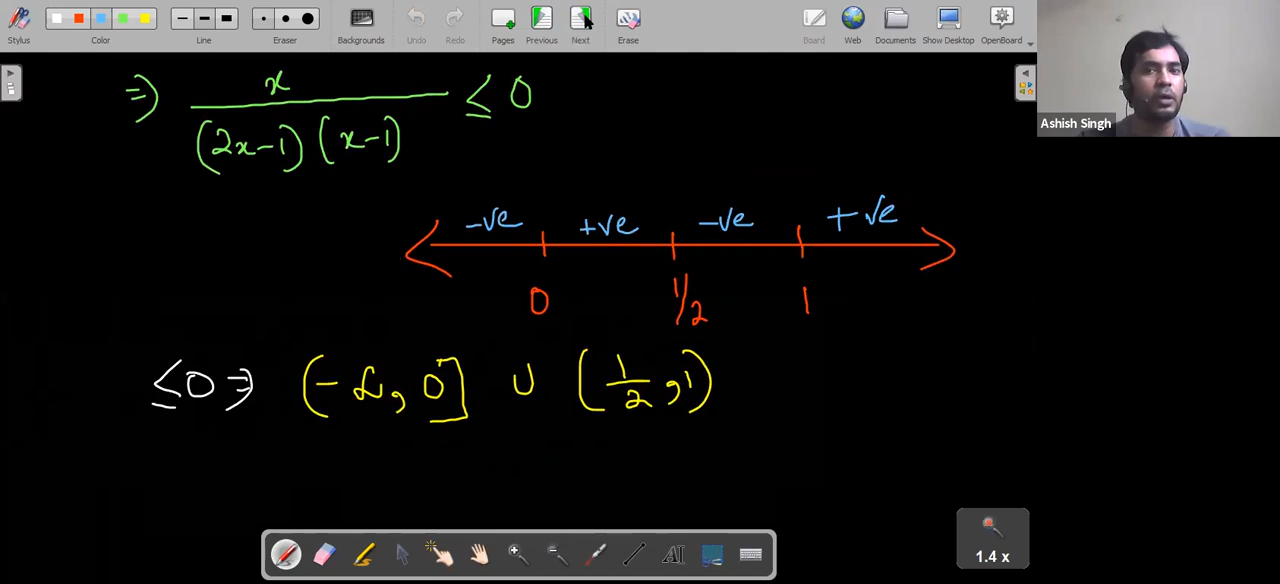 Stylus Color Line Eraser Backgrounds Undo Redo Pages Previous Next Erase Board Web Documents Show Desktop OpenBoard
Ashish Singh
⇒ x / (2x-1)(x-1) ≤ 0
-ve +ve -ve +ve
0 1/2 1
≤0 ⇒ (-∞, 0] ∪ (1/2, 1)
1.4 x